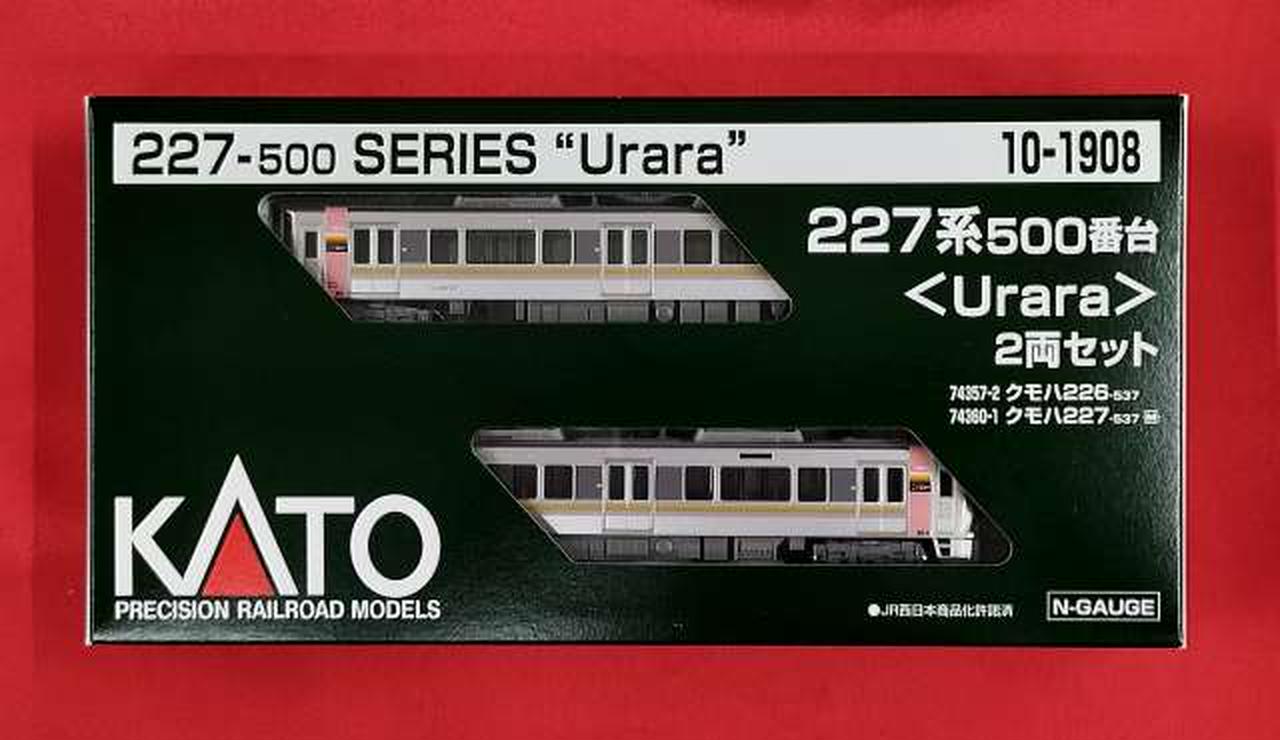 227-500 SERIES “Urara” 10-1908
227系500番台
<Urara>
2両セット
74357-2 クモハ226-537
74360-1 クモハ227-537 M
KATO
PRECISION RAILROAD MODELS
●JR西日本商品化許諾済
N-GAUGE